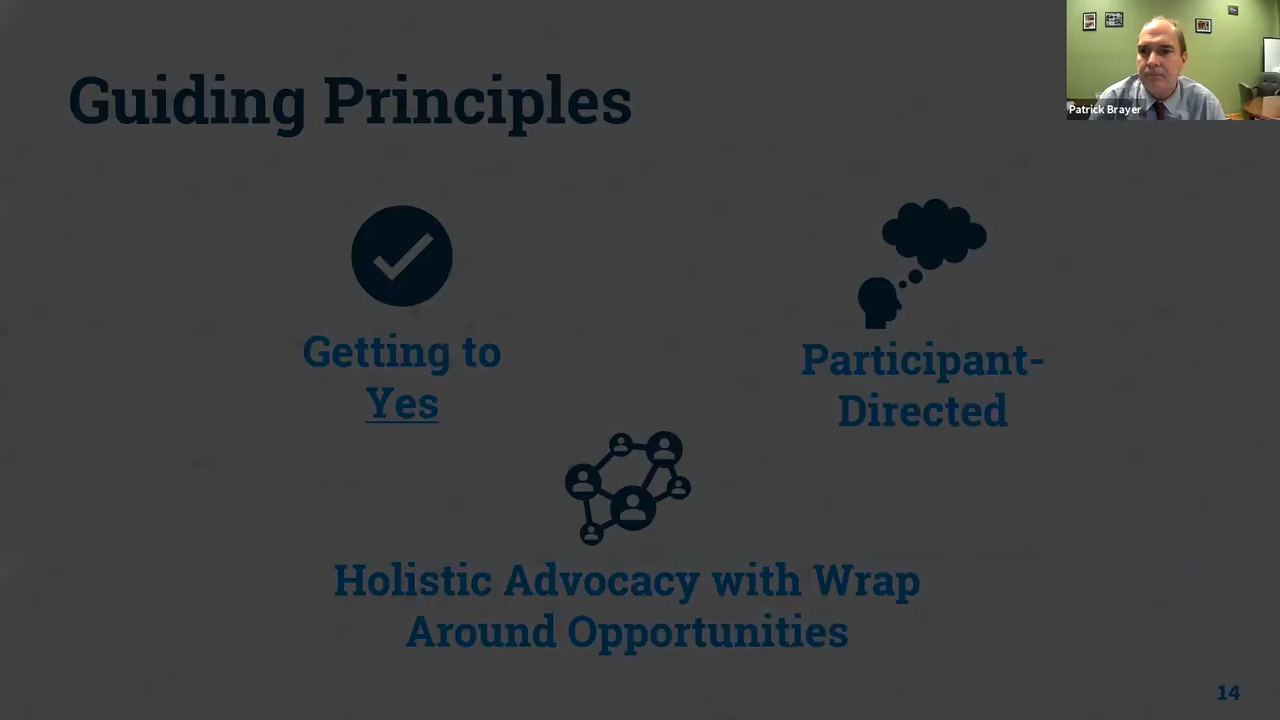 Guiding Principles
Patrick Brayer
Getting to
Yes
Participant-
Directed
Holistic Advocacy with Wrap
Around Opportunities
14